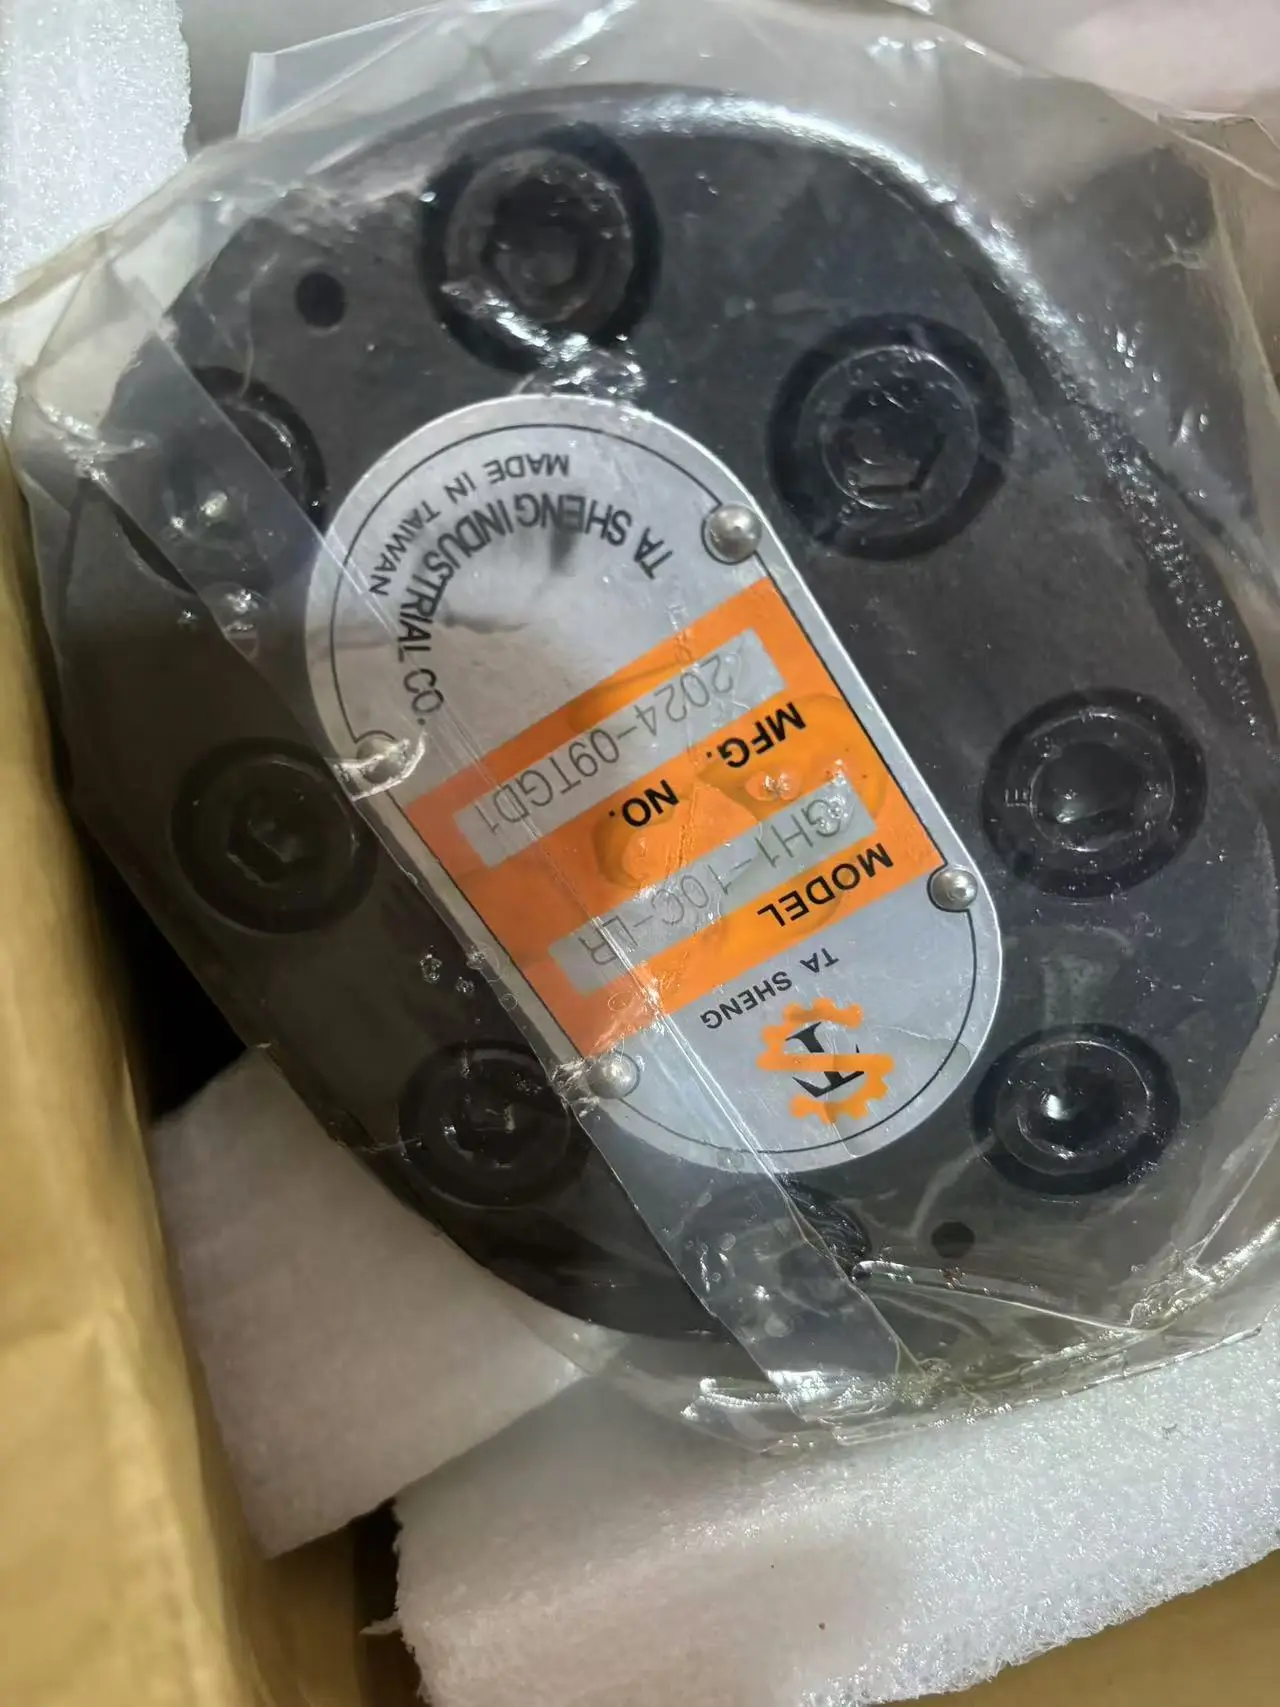 T
TA SHENG
MODEL
GH1-10C-LR
MFG. NO.
2024-09TGD1
TA SHENG INDUSTRIAL CO.
MADE IN TAIWAN